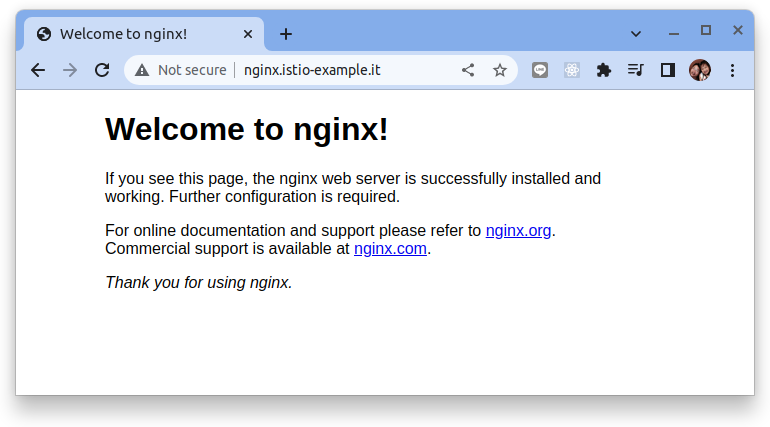 Welcome to nginx!
Not secure nginx.istio-example.it
LINE
Welcome to nginx!
If you see this page, the nginx web server is successfully installed and
working. Further configuration is required.
For online documentation and support please refer to nginx.org.
Commercial support is available at nginx.com.
Thank you for using nginx.